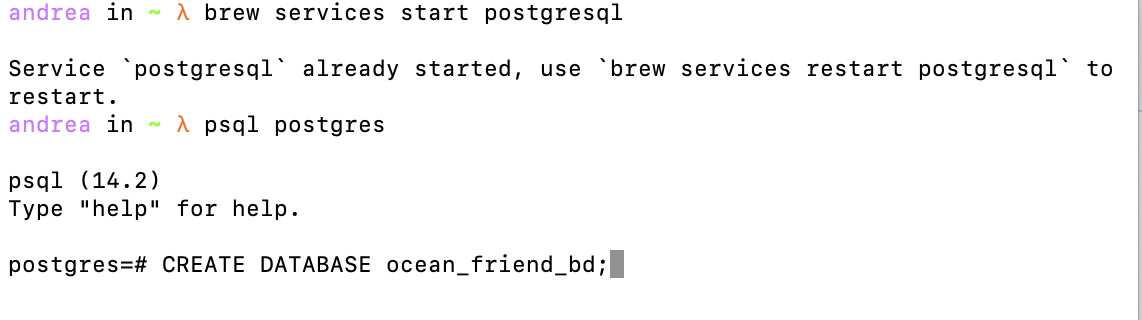 andrea in ~ λ brew services start postgresql
Service `postgresql` already started, use `brew services restart postgresql` to
restart.
andrea in ~ λ psql postgres
psql (14.2)
Type "help" for help.
postgres=# CREATE DATABASE ocean_friend_bd;